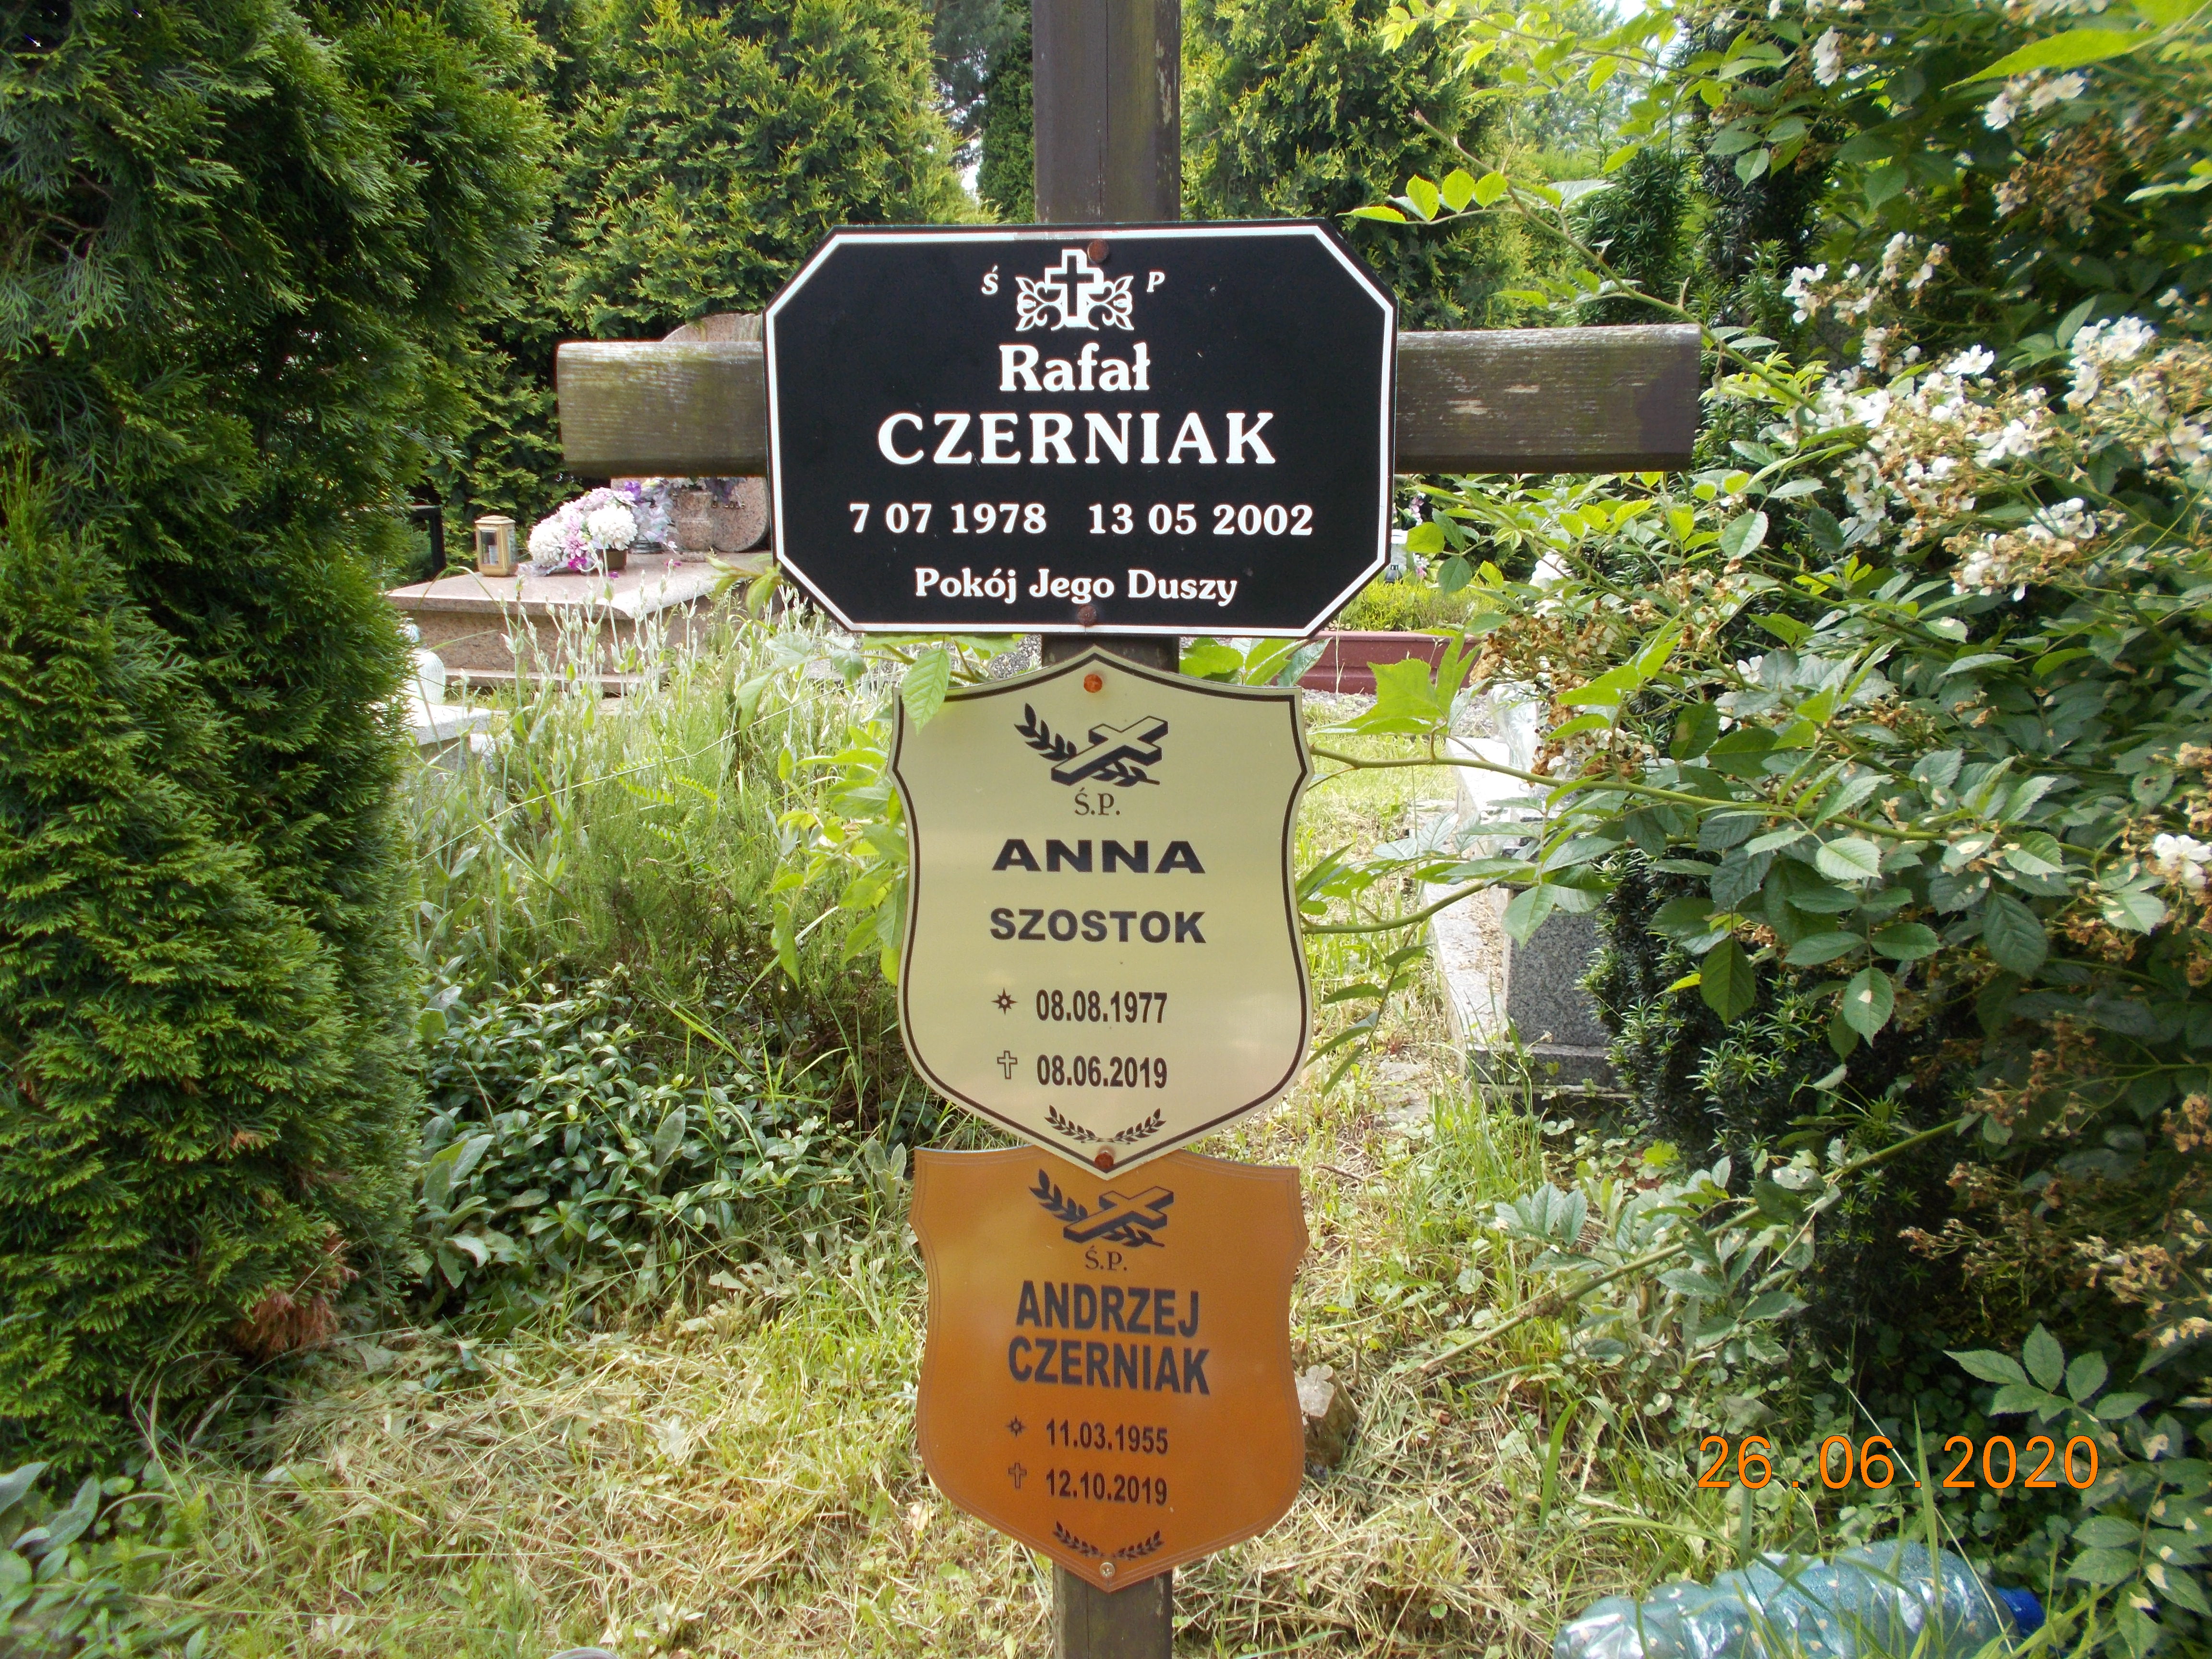 Ś P
Rafał
CZERNIAK
7 07 1978 13 05 2002
Pokój Jego Duszy
Ś.P.
ANNA
SZOSTOK
08.08.1977
08.06.2019
Ś.P.
ANDRZEJ
CZERNIAK
11.03.1955
12.10.2019
26.06.2020